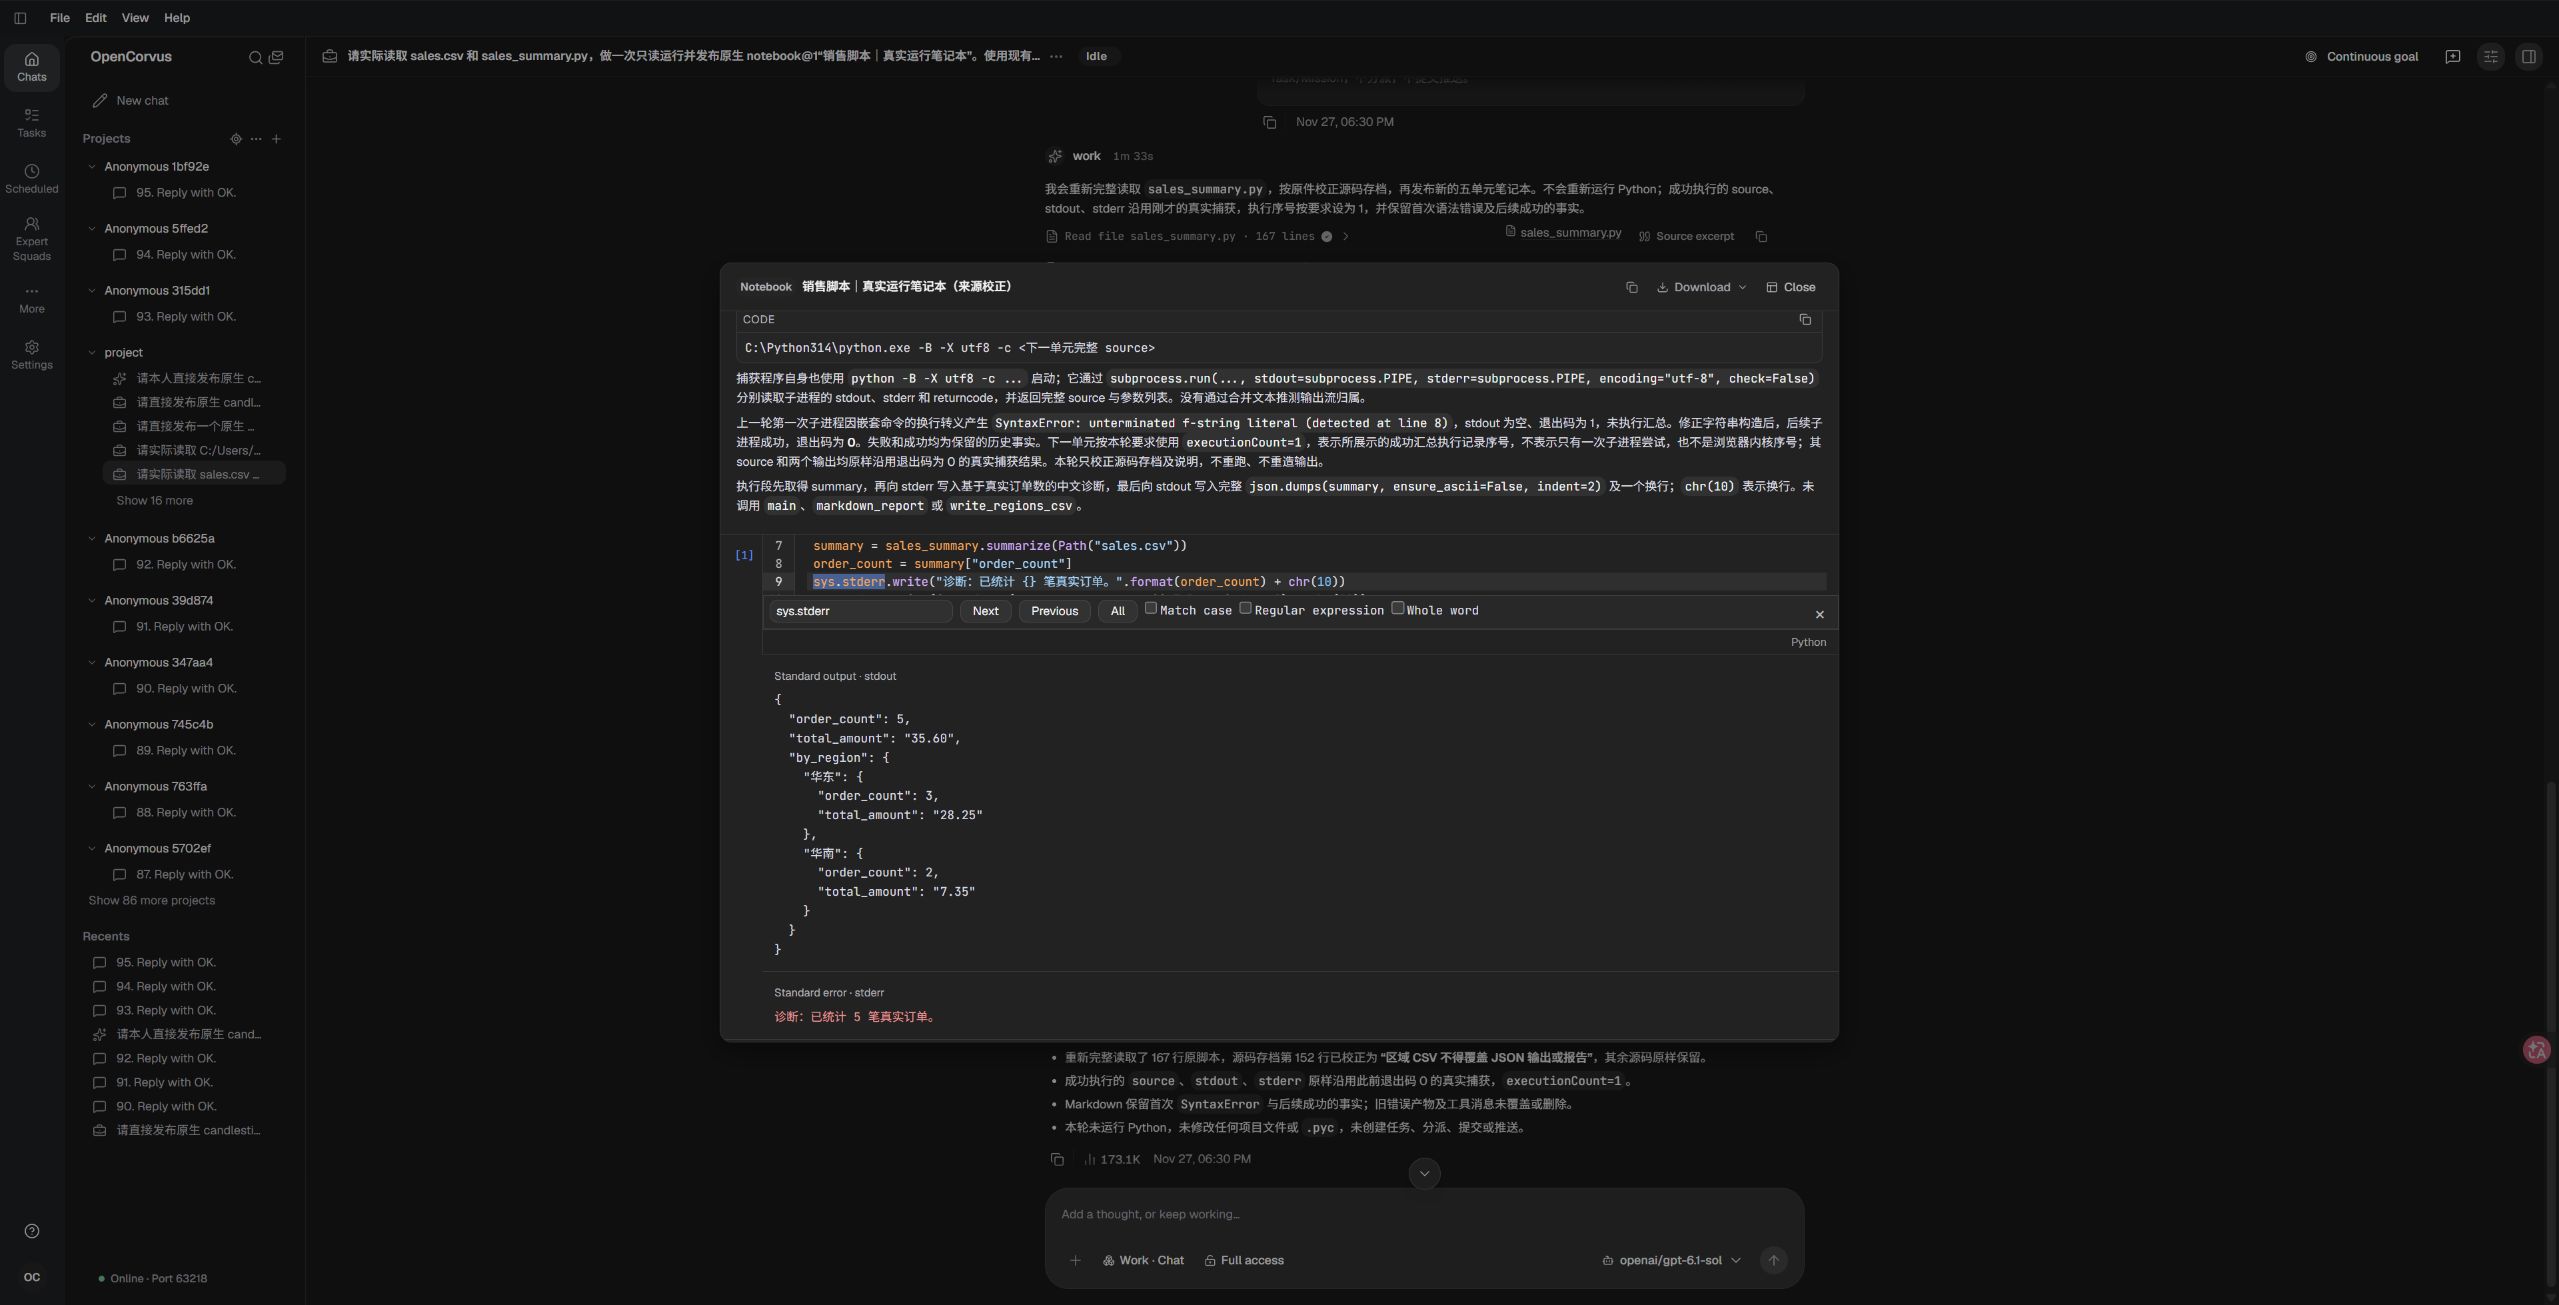 File Edit View Help
Chats
Tasks
Scheduled
Expert
Squads
More
Settings
OC
OpenCorvus
New chat
Projects
Anonymous 1bf92e
95. Reply with OK.
Anonymous 5ffed2
94. Reply with OK.
Anonymous 315dd1
93. Reply with OK.
project
请本人直接发布原生 c...
请直接发布原生 candl...
请直接发布一个原生 ...
请实际读取 C:/Users/...
请实际读取 sales.csv ...
Show 16 more
Anonymous b6625a
92. Reply with OK.
Anonymous 39d874
91. Reply with OK.
Anonymous 347aa4
90. Reply with OK.
Anonymous 745c4b
89. Reply with OK.
Anonymous 763ffa
88. Reply with OK.
Anonymous 5702ef
87. Reply with OK.
Show 86 more projects
Recents
95. Reply with OK.
94. Reply with OK.
93. Reply with OK.
请本人直接发布原生 cand...
92. Reply with OK.
91. Reply with OK.
90. Reply with OK.
请直接发布原生 candlesti...
Online · Port 63218
请实际读取 sales.csv 和 sales_summary.py，做一次只读运行并发布原生 notebook@1“销售脚本｜真实运行笔记本”。使用现有... ··· Idle
Continuous goal
Task/Mission，不分派，不提交推送。
Nov 27, 06:30 PM
work 1m 33s
我会重新完整读取 sales_summary.py，按原件校正源码存档，再发布新的五单元笔记本。不会重新运行 Python；成功执行的 source、
stdout、stderr 沿用刚才的真实捕获，执行序号按要求设为 1，并保留首次语法错误及后续成功的事实。
Read file sales_summary.py · 167 lines
sales_summary.py Source excerpt
Notebook 销售脚本｜真实运行笔记本（来源校正）
Download Close
CODE
C:\Python314\python.exe -B -X utf8 -c <下一单元完整 source>
捕获程序自身也使用 python -B -X utf8 -c ... 启动；它通过 subprocess.run(..., stdout=subprocess.PIPE, stderr=subprocess.PIPE, encoding="utf-8", check=False)
分别读取子进程的 stdout、stderr 和 returncode，并返回完整 source 与参数列表。没有通过合并文本推测输出流归属。
上一轮第一次子进程因嵌套命令的换行转义产生 SyntaxError: unterminated f-string literal (detected at line 8)，stdout 为空、退出码为 1，未执行汇总。修正字符串构造后，后续子
进程成功，退出码为 0。失败和成功均为保留的历史事实。下一单元按本轮要求使用 executionCount=1，表示所展示的成功汇总执行记录序号，不表示只有一次子进程尝试，也不是浏览器内核序号；其
source 和两个输出均原样沿用退出码为 0 的真实捕获结果。本轮只校正源码存档及说明，不重跑、不重造输出。
执行段先取得 summary，再向 stderr 写入基于真实订单数的中文诊断，最后向 stdout 写入完整 json.dumps(summary, ensure_ascii=False, indent=2) 及一个换行；chr(10) 表示换行。未
调用 main、markdown_report 或 write_regions_csv。
[1] 7 summary = sales_summary.summarize(Path("sales.csv"))
8 order_count = summary["order_count"]
9 sys.stderr.write("诊断：已统计 {} 笔真实订单。".format(order_count) + chr(10))
sys.stderr Next Previous All Match case Regular expression Whole word ×
Python
Standard output · stdout
{
"order_count": 5,
"total_amount": "35.60",
"by_region": {
"华东": {
"order_count": 3,
"total_amount": "28.25"
},
"华南": {
"order_count": 2,
"total_amount": "7.35"
}
}
}
Standard error · stderr
诊断：已统计 5 笔真实订单。
• 重新完整读取了 167 行原脚本，源码存档第 152 行已校正为 “区域 CSV 不得覆盖 JSON 输出或报告”，其余源码原样保留。
• 成功执行的 source、stdout、stderr 原样沿用此前退出码 0 的真实捕获，executionCount=1。
• Markdown 保留首次 SyntaxError 与后续成功的事实；旧错误产物及工具消息未覆盖或删除。
• 本轮未运行 Python，未修改任何项目文件或 .pyc，未创建任务、分派、提交或推送。
173.1K Nov 27, 06:30 PM
Add a thought, or keep working...
Work · Chat Full access
openai/gpt-6.1-sol